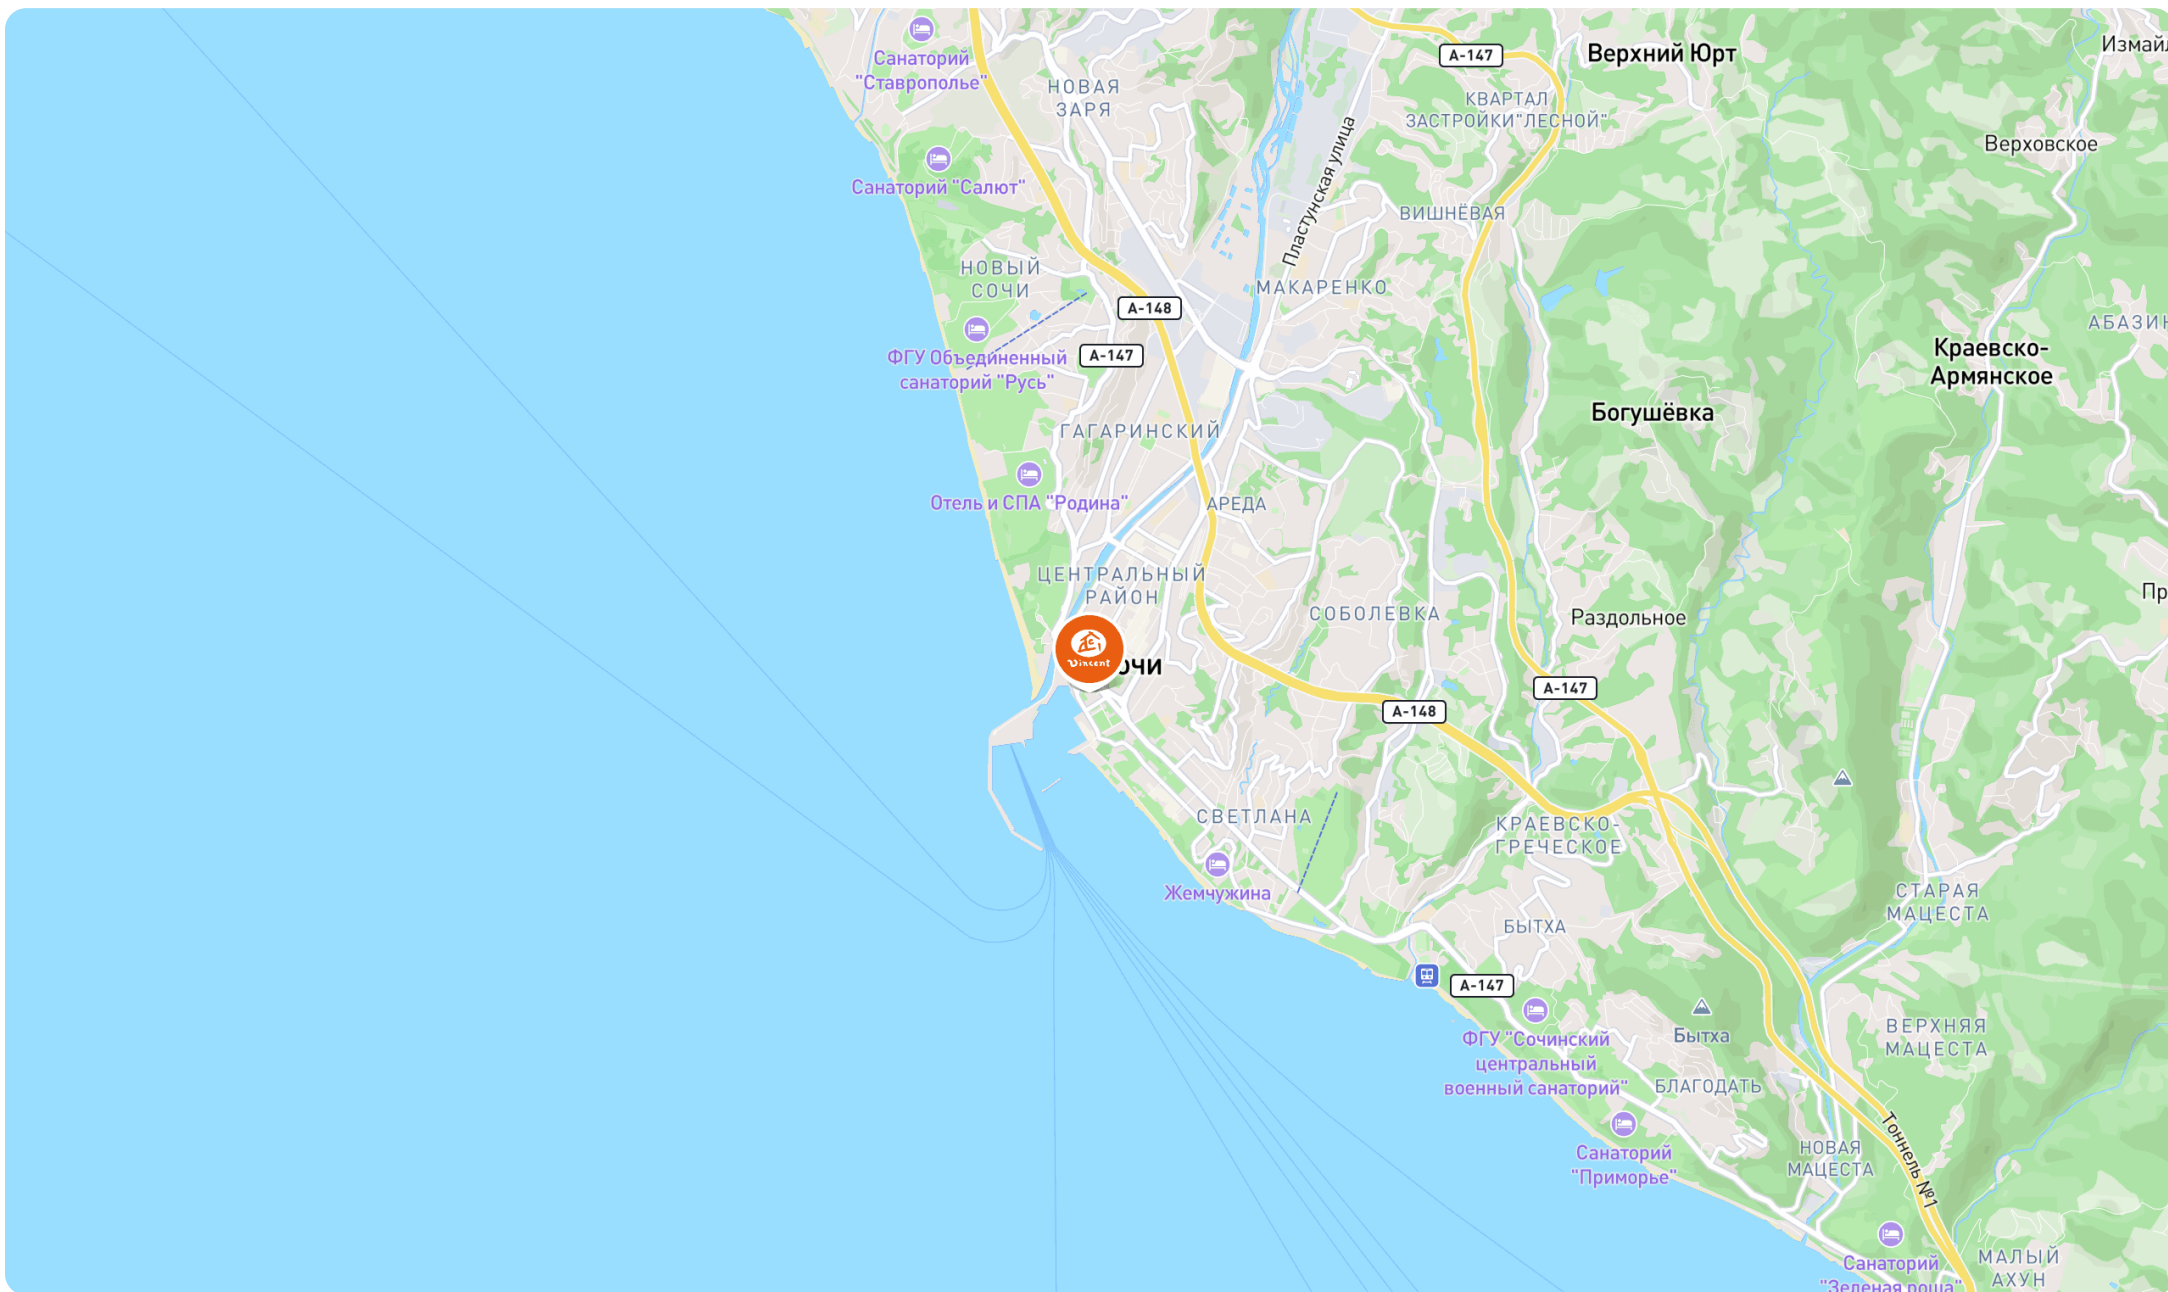 Санаторий
"Ставрополье"
НОВАЯ
ЗАРЯ
А-147
Верхний Юрт
КВАРТАЛ
ЗАСТРОЙКИ"ЛЕСНОЙ"
Верховское
Санаторий "Салют"
Пластунская улица
ВИШНЁВАЯ
НОВЫЙ
СОЧИ
МАКАРЕНКО
А-148
ФГУ Объединенный
санаторий "Русь"
А-147
Краевско-
Армянское
Богушёвка
ГАГАРИНСКИЙ
Отель и СПА "Родина"
АРЕДА
ЦЕНТРАЛЬНЫЙ
РАЙОН
СОБОЛЕВКА
Раздольное
Vincent
очи
А-147
А-148
СВЕТЛАНА
КРАЕВСКО-
ГРЕЧЕСКОЕ
Жемчужина
СТАРАЯ
МАЦЕСТА
БЫТХА
А-147
ФГУ "Сочинский
центральный
военный санаторий"
Бытха
ВЕРХНЯЯ
МАЦЕСТА
БЛАГОДАТЬ
Санаторий
"Приморье"
НОВАЯ
МАЦЕСТА
Тоннель №1
Санаторий
"Зеленая роща"
МАЛЫЙ
АХУН